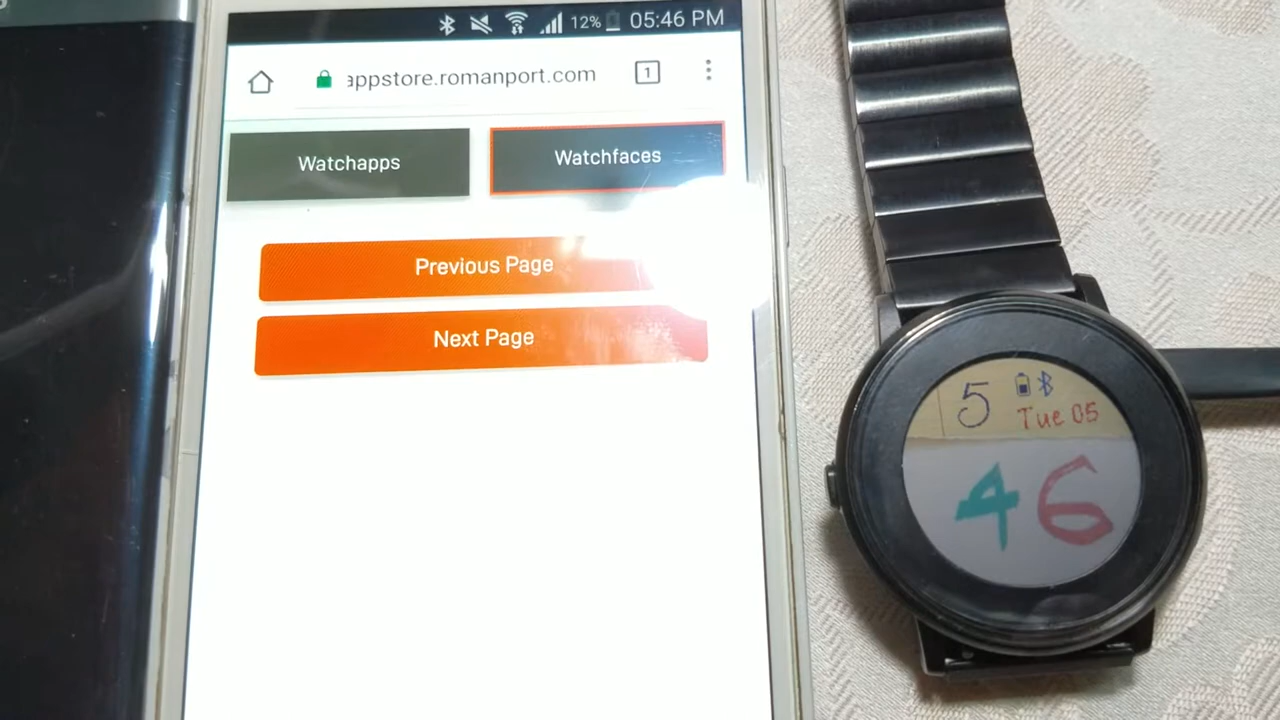 12% 05:46 PM
appstore.romanport.com 1
Watchapps Watchfaces
Previous Page
Next Page
5
Tue 05
46